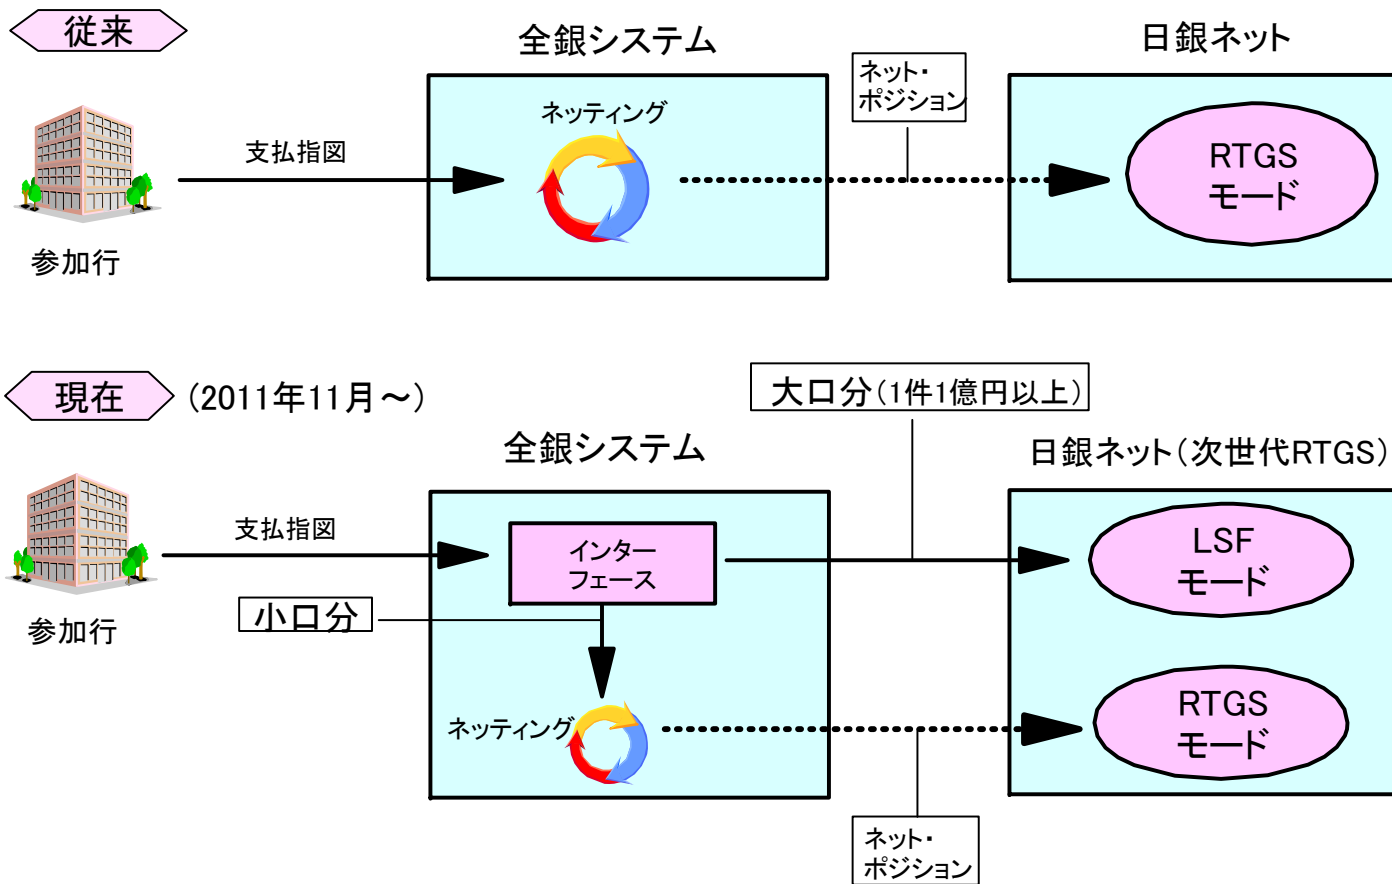 従来
全銀システム
日銀ネット
ネット・
ポジション
ネッティング
支払指図
RTGS
モード
参加行
現在
(2011年11月～)
大口分(1件1億円以上)
全銀システム
日銀ネット(次世代RTGS)
支払指図
インター
フェース
LSF
モード
小口分
参加行
ネッティング
RTGS
モード
ネット・
ポジション